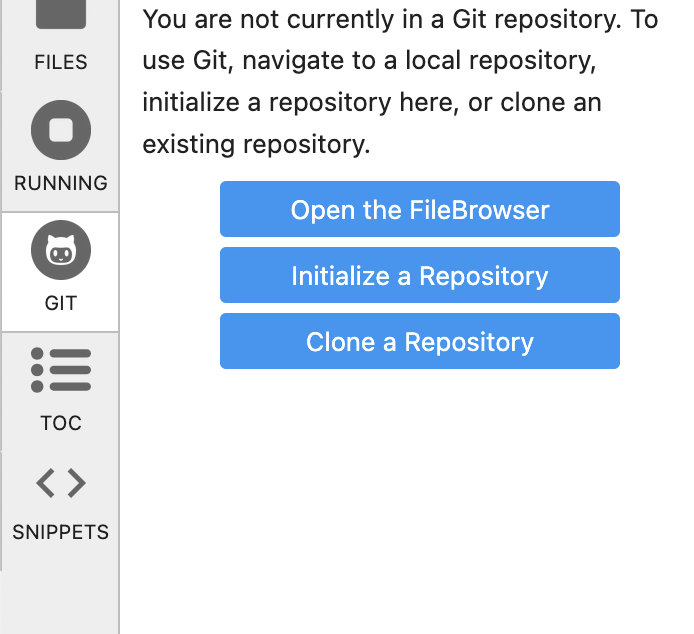 FILES
RUNNING
GIT
TOC
SNIPPETS
You are not currently in a Git repository. To
use Git, navigate to a local repository,
initialize a repository here, or clone an
existing repository.
Open the FileBrowser
Initialize a Repository
Clone a Repository